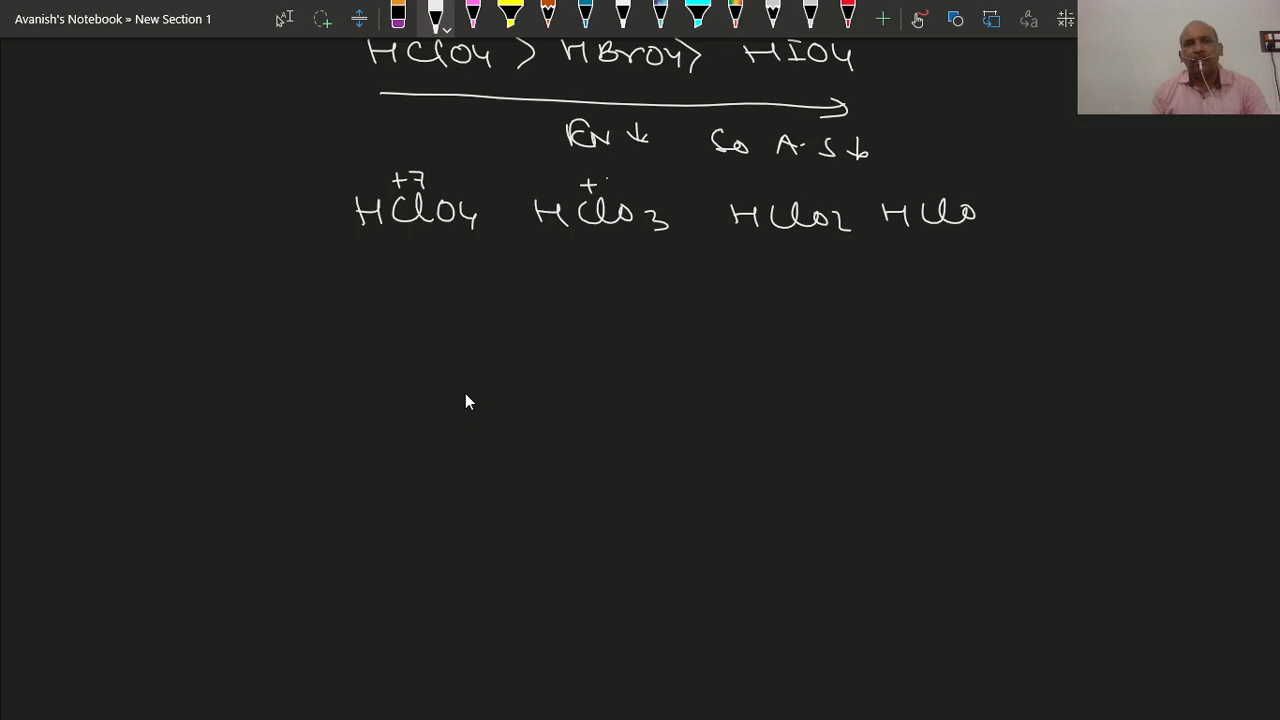 Avanish's Notebook » New Section 1
HClO4 > HBrO4> HIO4
EN ↓ So A.S ↓
+7 +
HClO4 HClO3 HClO2 HClO